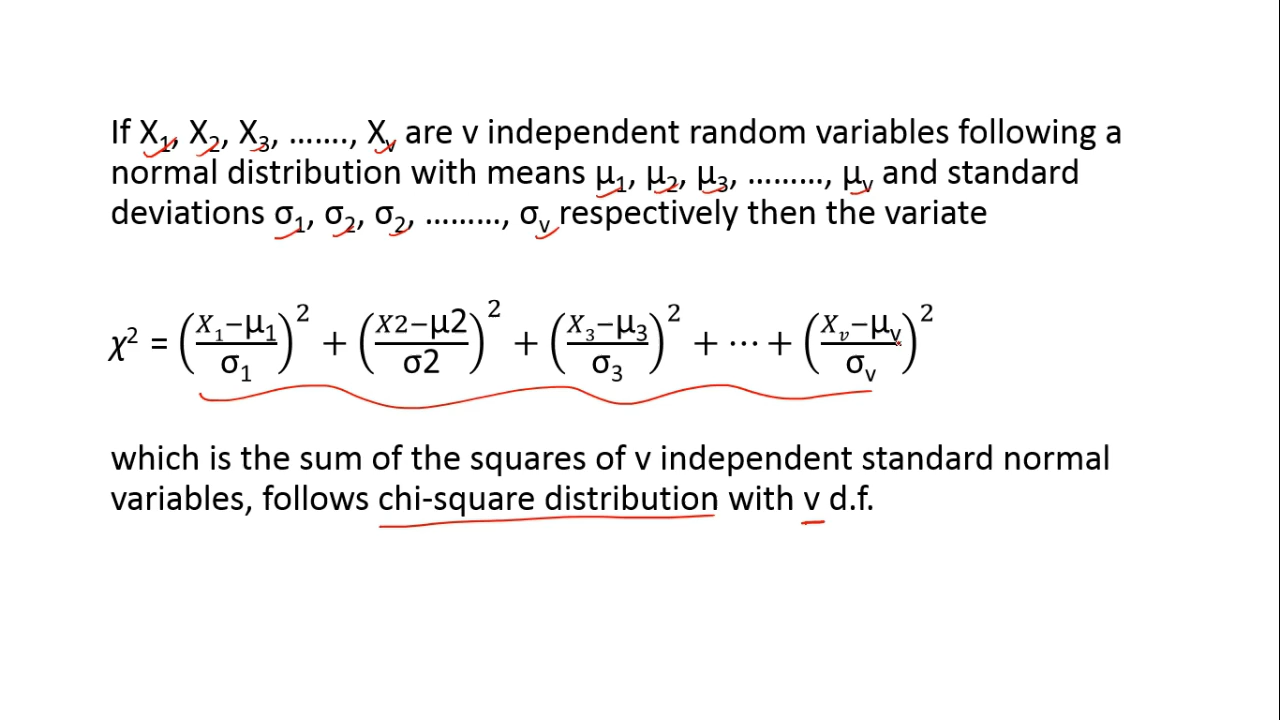 If X₁, X₂, X₃, ......., Xᵥ are v independent random variables following a
normal distribution with means µ₁, µ₂, µ₃, ........., µᵥ and standard
deviations σ₁, σ₂, σ₂, ........., σᵥ respectively then the variate
χ² = ((X₁−µ₁)/σ₁)² + ((X2−µ2)/σ2)² + ((X₃−µ₃)/σ₃)² + ⋯ + ((Xᵥ−µᵥ)/σᵥ)²
which is the sum of the squares of v independent standard normal
variables, follows chi-square distribution with v d.f.